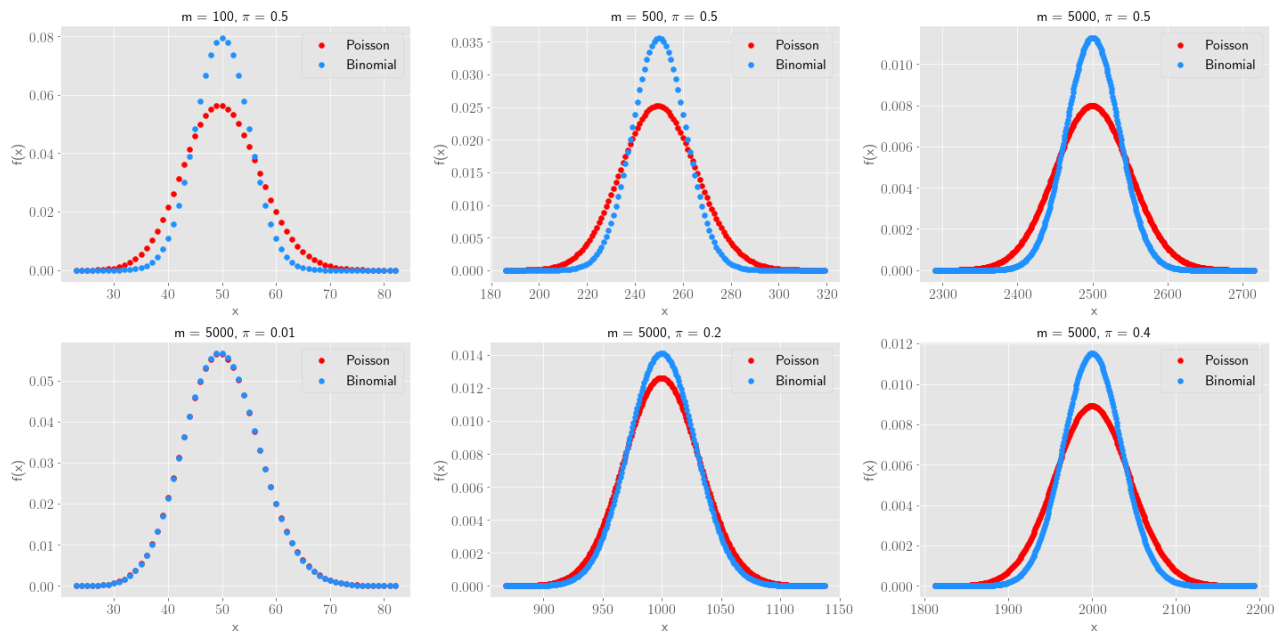 m = 100, π = 0.5
Poisson
Binomial
f(x)
0.08
0.06
0.04
0.02
0.00
30 40 50 60 70 80
x
m = 500, π = 0.5
Poisson
Binomial
f(x)
0.035
0.030
0.025
0.020
0.015
0.010
0.005
0.000
180 200 220 240 260 280 300 320
x
m = 5000, π = 0.5
Poisson
Binomial
f(x)
0.010
0.008
0.006
0.004
0.002
0.000
2300 2400 2500 2600 2700
x
m = 5000, π = 0.01
Poisson
Binomial
f(x)
0.05
0.04
0.03
0.02
0.01
0.00
30 40 50 60 70 80
x
m = 5000, π = 0.2
Poisson
Binomial
f(x)
0.014
0.012
0.010
0.008
0.006
0.004
0.002
0.000
900 950 1000 1050 1100 1150
x
m = 5000, π = 0.4
Poisson
Binomial
f(x)
0.012
0.010
0.008
0.006
0.004
0.002
0.000
1800 1900 2000 2100 2200
x